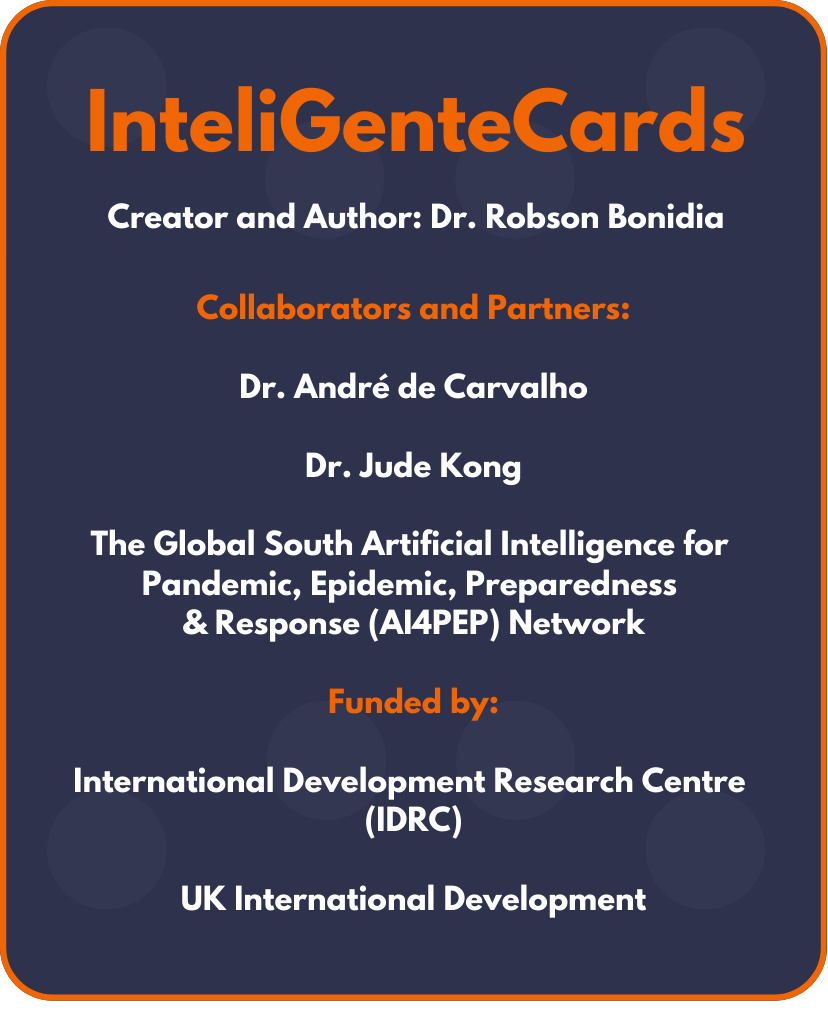 InteliGenteCards
Creator and Author: Dr. Robson Bonidia
Collaborators and Partners:
Dr. André de Carvalho
Dr. Jude Kong
The Global South Artificial Intelligence for
Pandemic, Epidemic, Preparedness
& Response (AI4PEP) Network
Funded by:
International Development Research Centre
(IDRC)
UK International Development